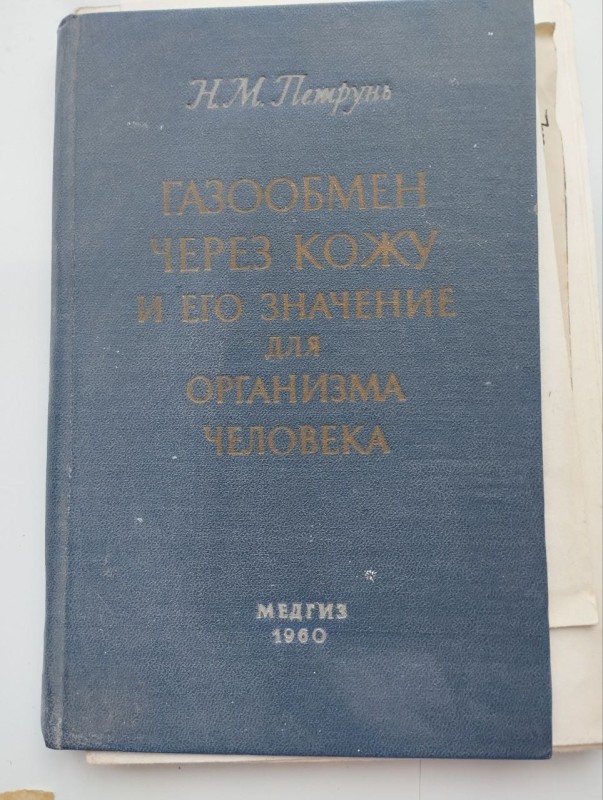 Н. М. Петрунь
ГАЗООБМЕН
ЧЕРЕЗ КОЖУ
И ЕГО ЗНАЧЕНИЕ
ДЛЯ
ОРГАНИЗМА
ЧЕЛОВЕКА
МЕДГИЗ
1960